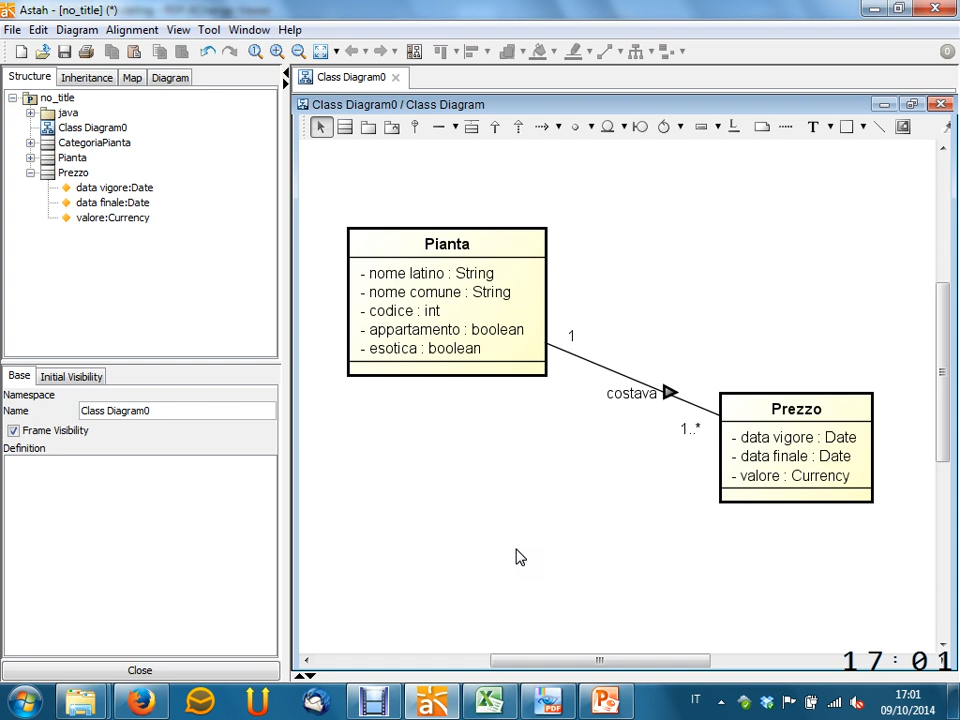 Astah - [no_title] (*)
File Edit Diagram Alignment View Tool Window Help
0
Structure Inheritance Map Diagram
Class Diagram0
no_title
java
Class Diagram0
CategoriaPianta
Pianta
Prezzo
data vigore:Date
data finale:Date
valore:Currency
Class Diagram0 / Class Diagram
L T
Pianta
- nome latino : String
- nome comune : String
- codice : int
- appartamento : boolean
- esotica : boolean
1
costava
1..*
Prezzo
- data vigore : Date
- data finale : Date
- valore : Currency
Base Initial Visibility
Namespace
Name Class Diagram0
Frame Visibility
Definition
Close
17:01
IT
17:01
09/10/2014